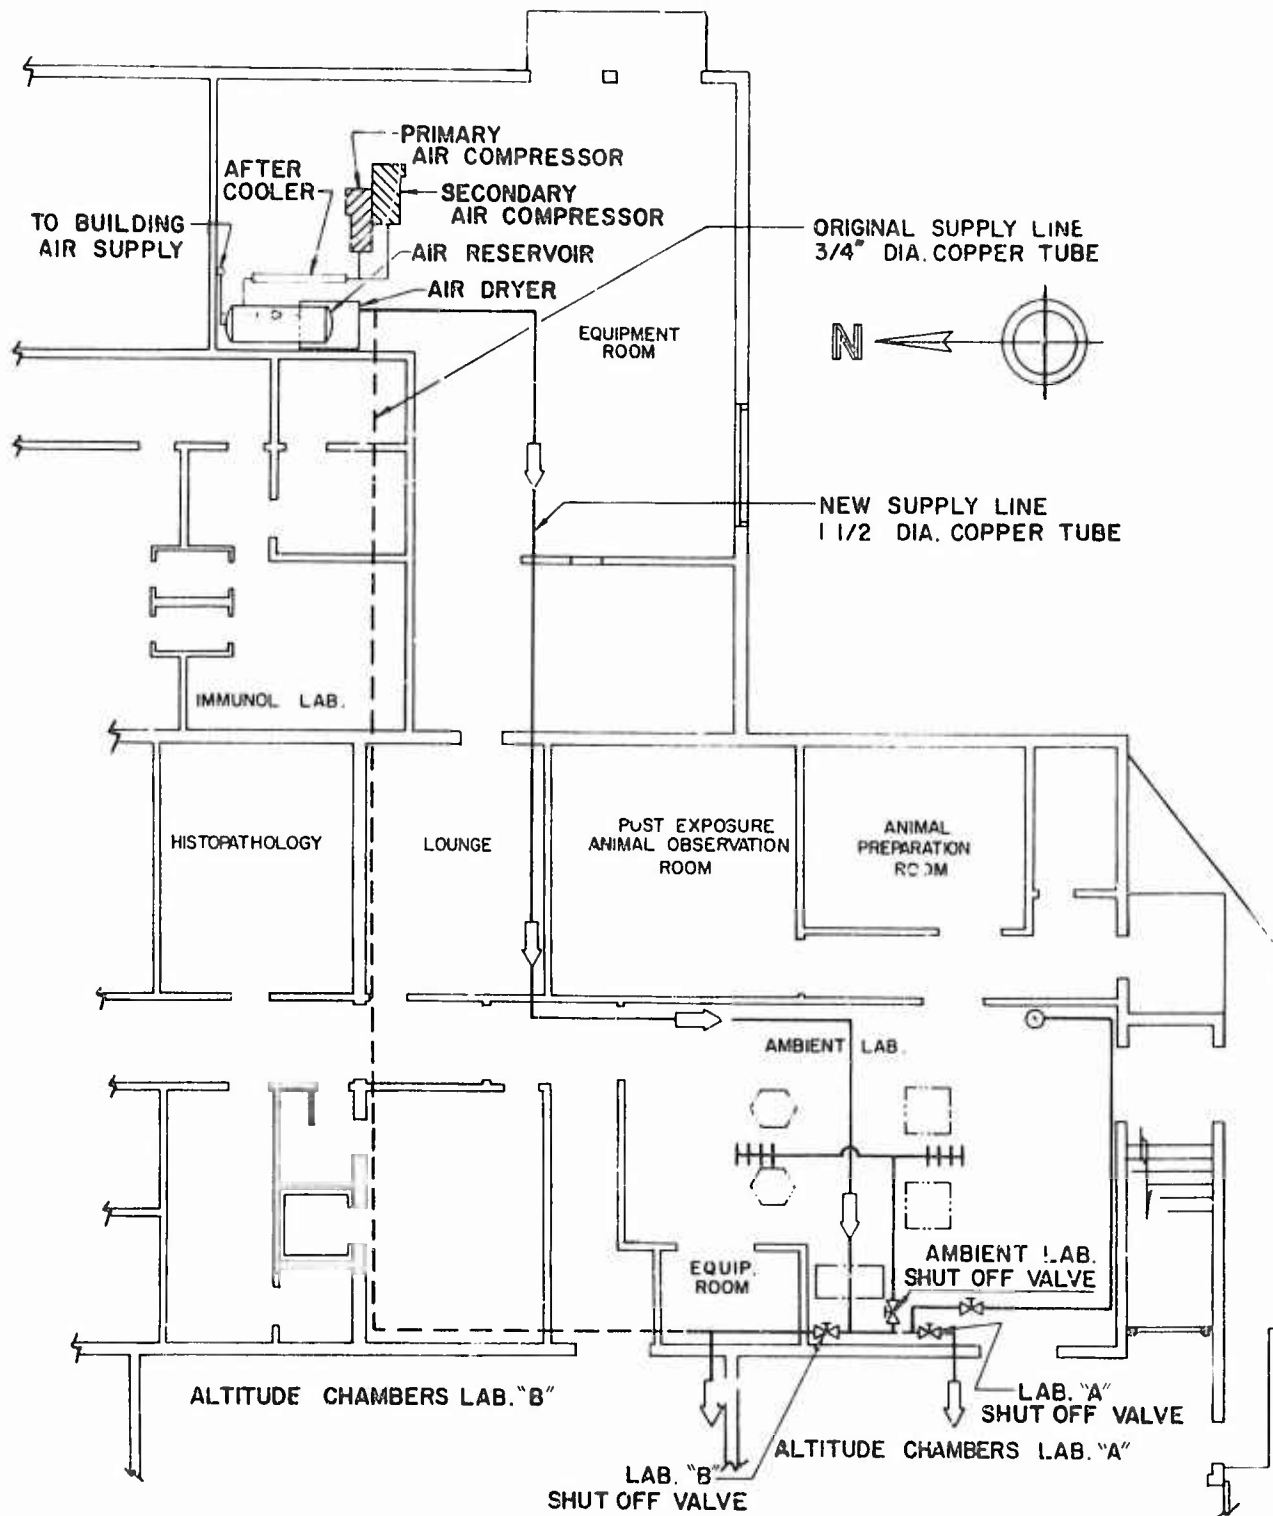 PRIMARY
AIR COMPRESSOR
AFTER
COOLER
SECONDARY
AIR COMPRESSOR
TO BUILDING
AIR SUPPLY
AIR RESERVOIR
AIR DRYER
ORIGINAL SUPPLY LINE
3/4" DIA. COPPER TUBE
EQUIPMENT
ROOM
N
NEW SUPPLY LINE
1 1/2 DIA. COPPER TUBE
IMMUNOL LAB.
HISTOPATHOLOGY
LOUNGE
POST EXPOSURE
ANIMAL OBSERVATION
ROOM
ANIMAL
PREPARATION
ROOM
AMBIENT LAB.
EQUIP.
ROOM
AMBIENT LAB.
SHUT OFF VALVE
ALTITUDE CHAMBERS LAB. "B"
LAB. "A"
SHUT OFF VALVE
ALTITUDE CHAMBERS LAB. "A"
LAB. "B"
SHUT OFF VALVE